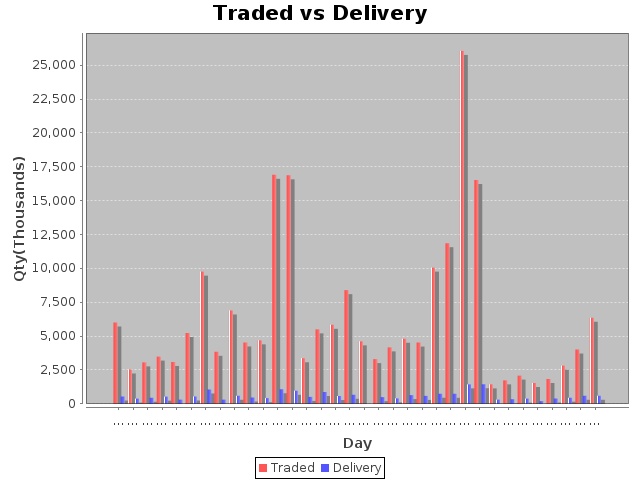 Traded vs Delivery
25,000
22,500
20,000
17,500
15,000
12,500
10,000
7,500
5,000
2,500
0
Qty(Thousands)
Day
Traded Delivery